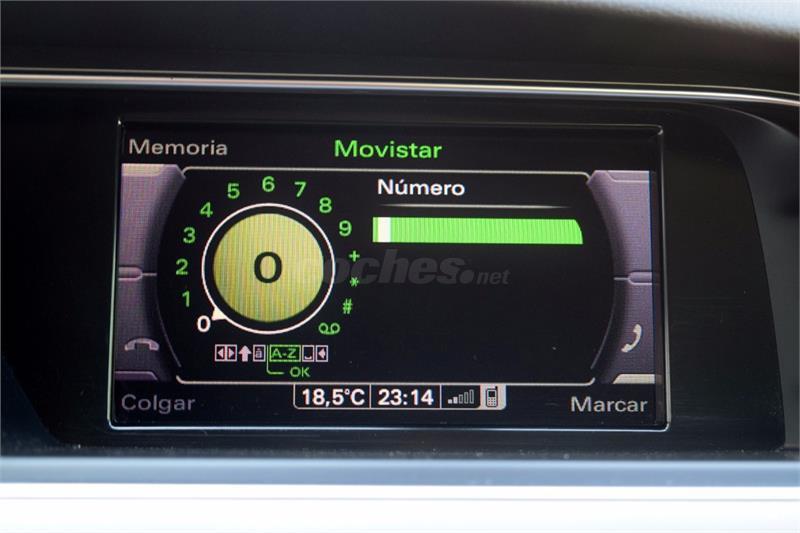 Memoria
Movistar
Número
0
0
1
2
3
4
5
6
7
8
9
+
*
#
coches.net
A-Z
OK
Colgar
18,5°C
23:14
Marcar